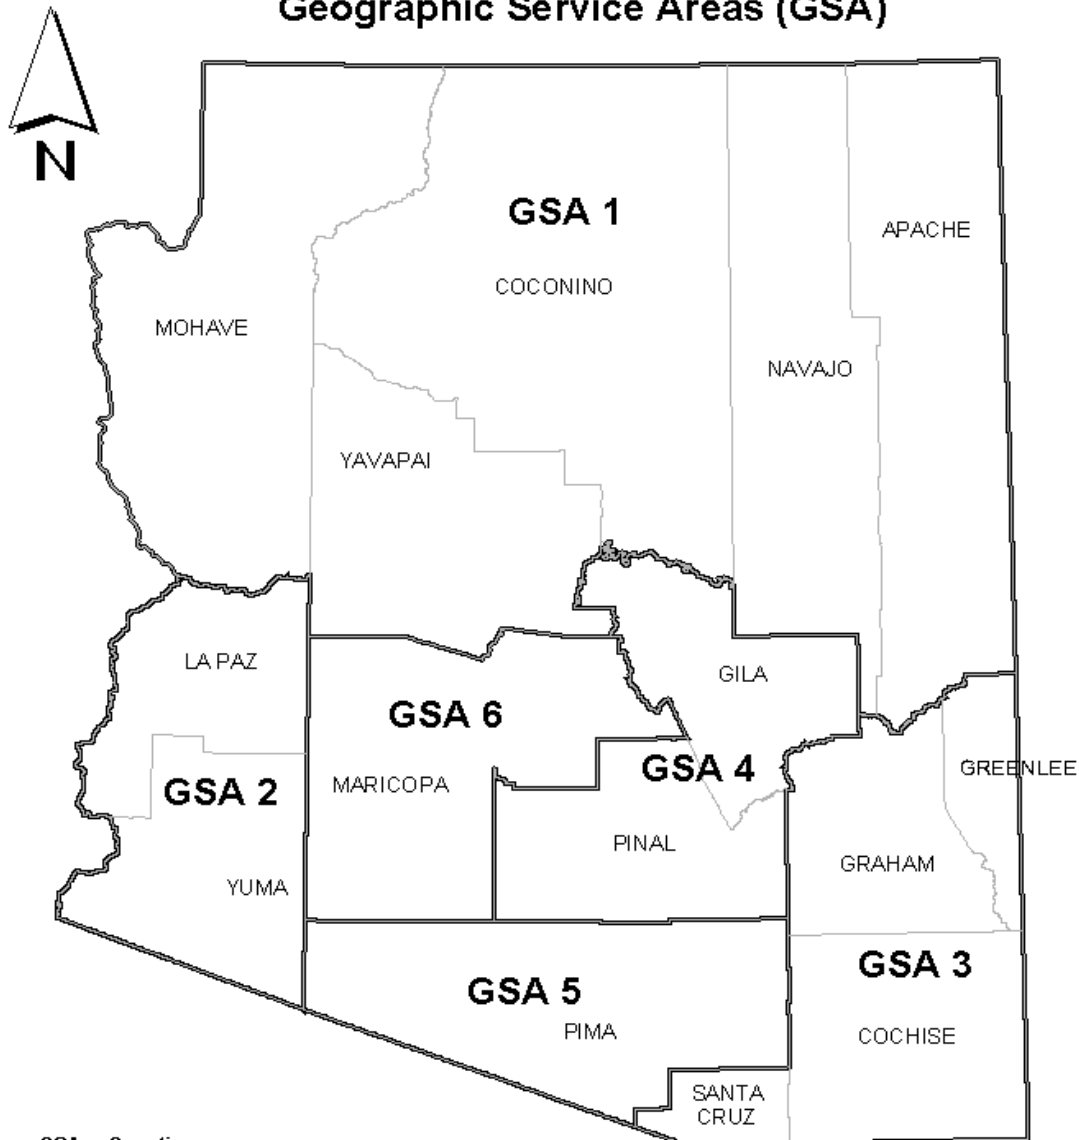 Geographic Service Areas (GSA)
N
GSA 1
APACHE
COCONINO
MOHAVE
NAVAJO
YAVAPAI
LA PAZ
GILA
GSA 6
GSA 4
GREENLEE
MARICOPA
GSA 2
PINAL
GRAHAM
YUMA
GSA 3
GSA 5
PIMA
COCHISE
SANTA
CRUZ